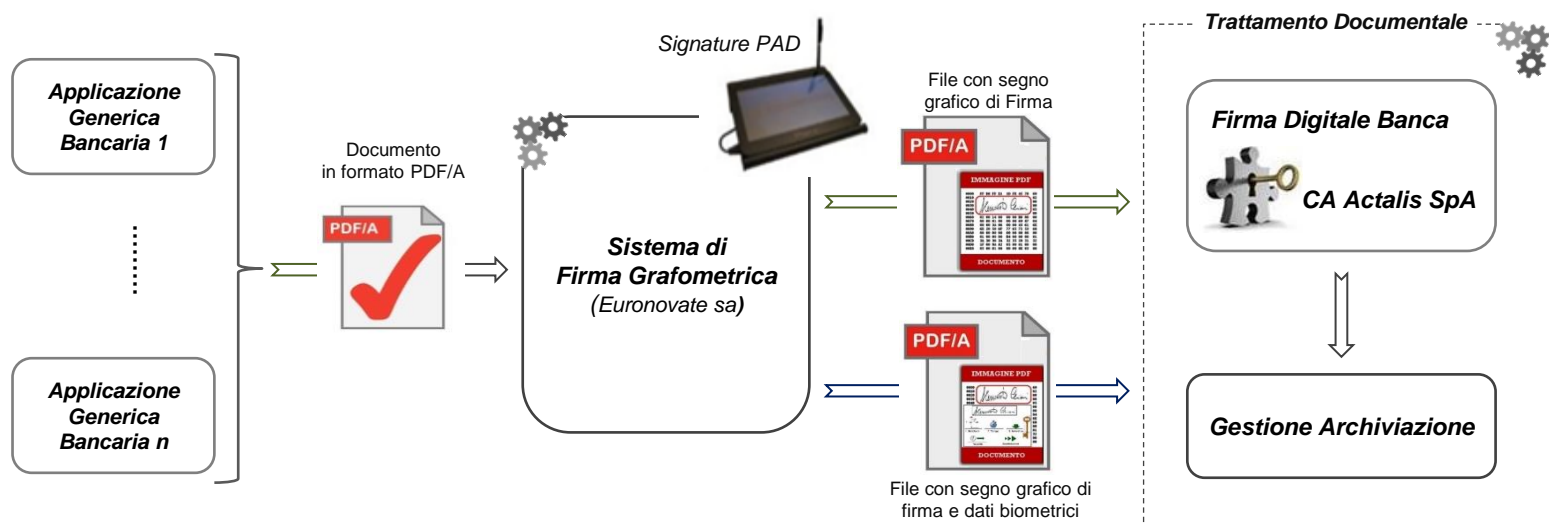 Applicazione
Generica
Bancaria 1
Applicazione
Generica
Bancaria n
Documento
in formato PDF/A
PDF/A
Signature PAD
Sistema di
Firma Grafometrica
(Euronovate sa)
File con segno
grafico di Firma
PDF/A
IMMAGINE PDF
DOCUMENTO
PDF/A
IMMAGINE PDF
DOCUMENTO
File con segno grafico di
firma e dati biometrici
Trattamento Documentale
Firma Digitale Banca
CA Actalis SpA
Gestione Archiviazione